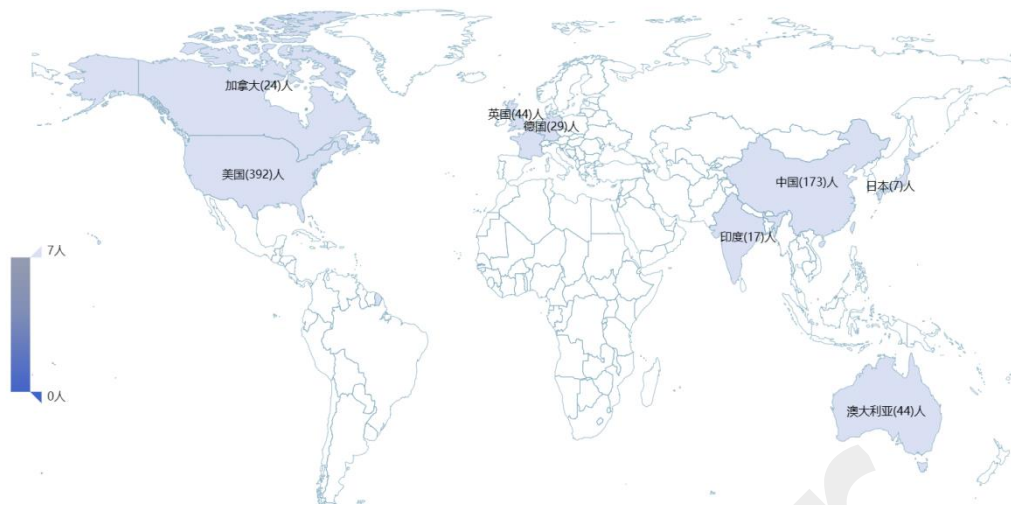 加拿大(24)人
英国(44)人
德国(29)人
美国(392)人
中国(173)人
日本(7)人
印度(17)人
7人
0人
澳大利亚(44)人